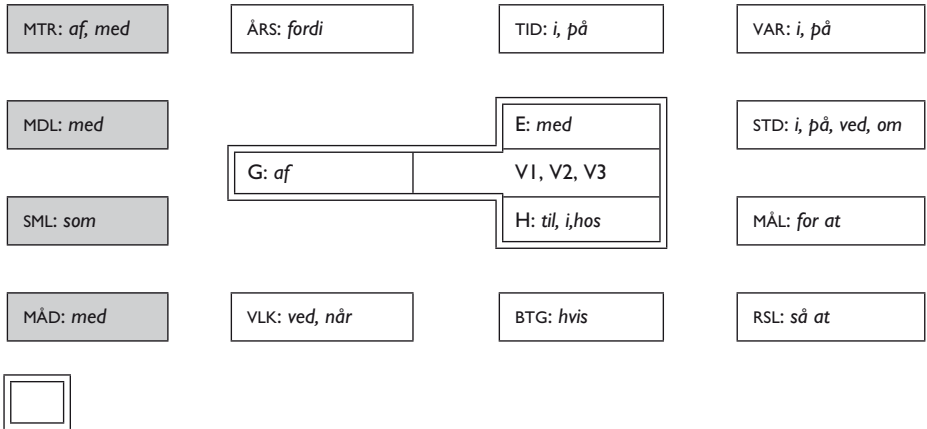 MTR: af, med
ÅRS: fordi
TID: i, på
VAR: i, på
MDL: med
E: med
STD: i, på, ved, om
G: af
V1, V2, V3
SML: som
H: til, i,hos
MÅL: for at
MÅD: med
VLK: ved, når
BTG: hvis
RSL: så at